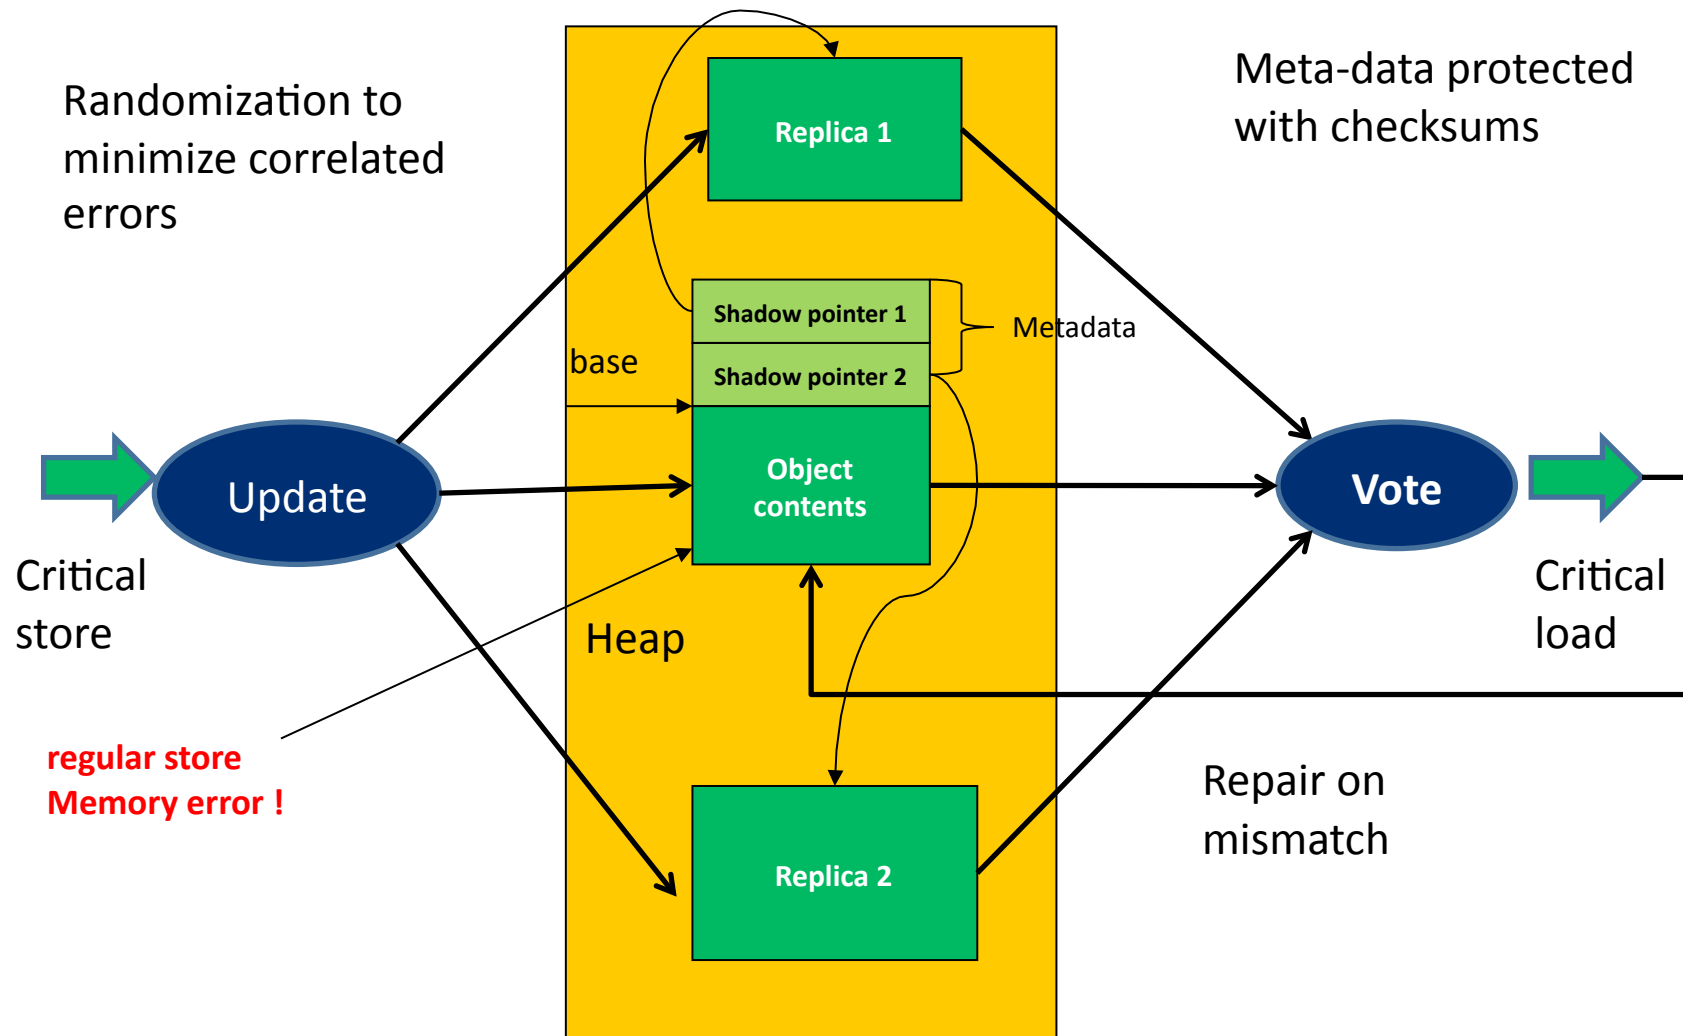 Randomization to
minimize correlated
errors
Meta-data protected
with checksums
Replica 1
Shadow pointer 1
Metadata
base
Shadow pointer 2
Object
contents
Update
Vote
Critical
store
Critical
load
Heap
regular store
Memory error !
Repair on
mismatch
Replica 2